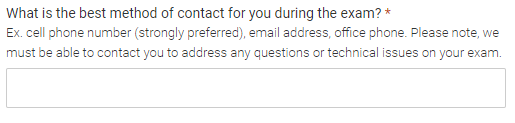 What is the best method of contact for you during the exam? *
Ex. cell phone number (strongly preferred), email address, office phone. Please note, we
must be able to contact you to address any questions or technical issues on your exam.